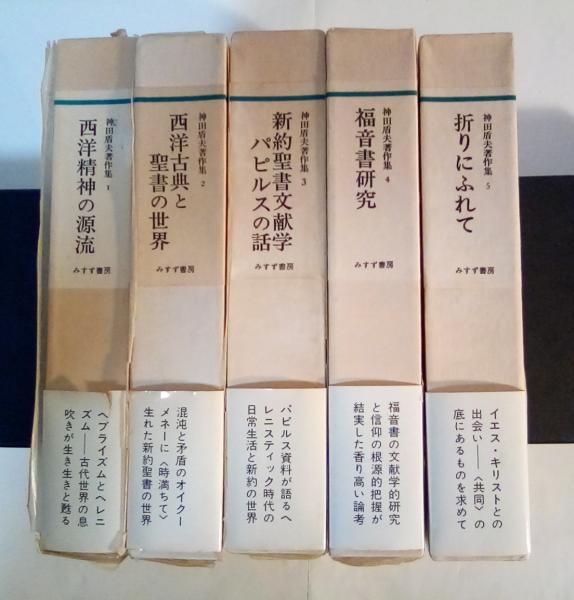 神田盾夫著作集 1
西洋精神の源流
みすず書房
ヘブライズムとヘレニ
ズム——古代世界の息
吹きが生き生きと甦る
神田盾夫著作集 2
西洋古典と
聖書の世界
みすず書房
混沌と矛盾のオイクー
メネーに〈時満ちて〉
生れた新約聖書の世界
神田盾夫著作集 3
新約聖書文献学
パピルスの話
みすず書房
パピルス資料が語るヘ
レニスティック時代の
日常生活と新約の世界
神田盾夫著作集 4
福音書研究
みすず書房
福音書の文献学的研究
と信仰の根源的把握が
結実した香り高い論考
神田盾夫著作集 5
折りにふれて
みすず書房
イエス・キリストとの
出会い——〈共同〉の
底にあるものを求めて